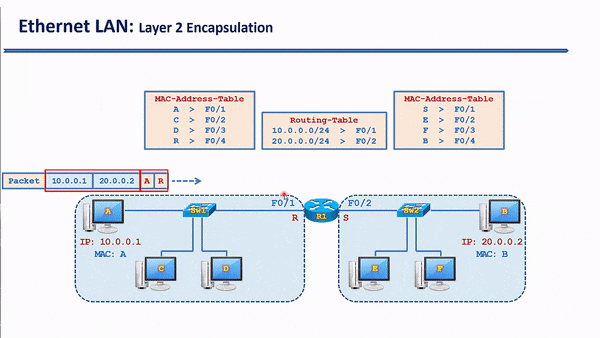 Ethernet LAN: Layer 2 Encapsulation
MAC-Address-Table
A > F0/1
C > F0/2
D > F0/3
R > F0/4
Routing-Table
10.0.0.0/24 > F0/1
20.0.0.0/24 > F0/2
MAC-Address-Table
S > F0/1
E > F0/2
F > F0/3
B > F0/4
Packet 10.0.0.1 20.0.0.2 A R
A
SW1
F0/1
R
R1
F0/2
S
SW2
B
IP: 10.0.0.1
MAC: A
IP: 20.0.0.2
MAC: B
C
D
E
F